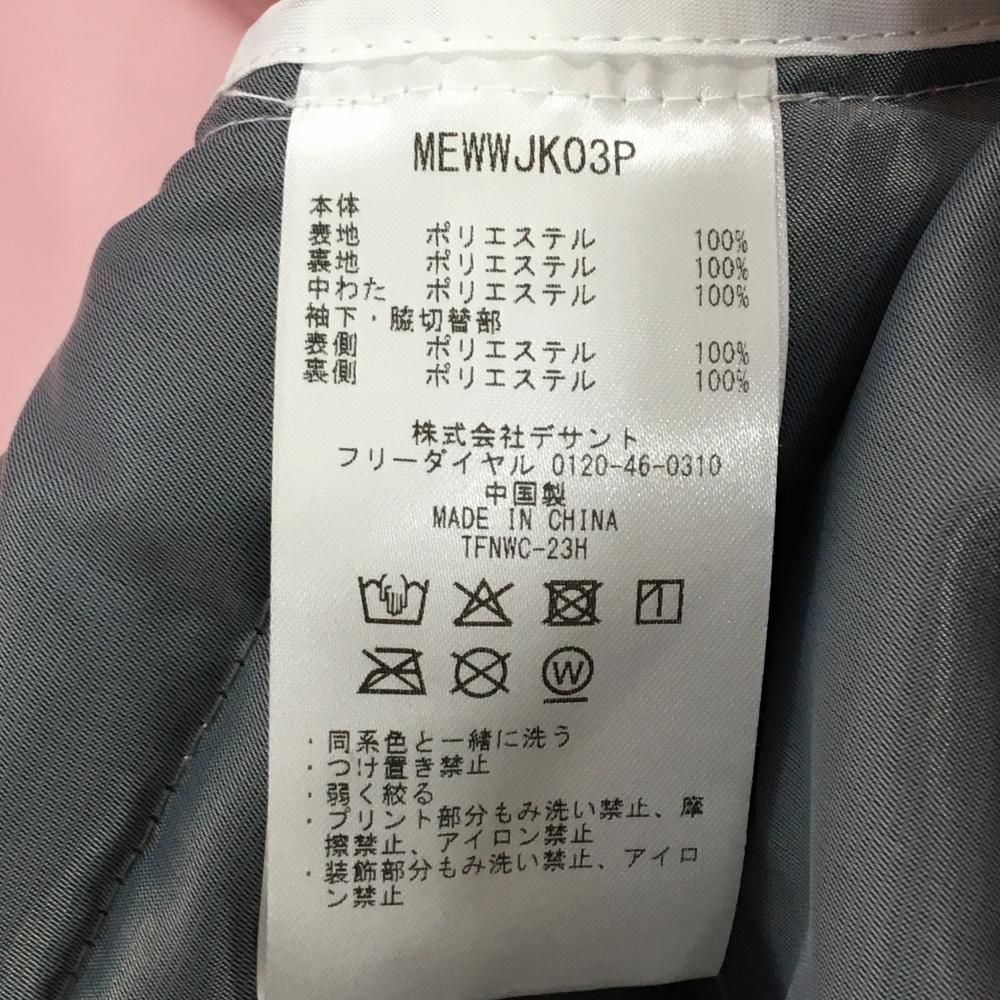 MEWWJK03P
本体
表地 ポリエステル 100%
裏地 ポリエステル 100%
中わた ポリエステル 100%
袖下・脇切替部
表側 ポリエステル 100%
裏側 ポリエステル 100%
株式会社デサント
フリーダイヤル 0120-46-0310
中国製
MADE IN CHINA
TFNWC-23H
W
・同系色と一緒に洗う
・つけ置き禁止
・弱く絞る
・プリント部分もみ洗い禁止、摩
擦禁止、アイロン禁止
・装飾部分もみ洗い禁止、アイロ
ン禁止